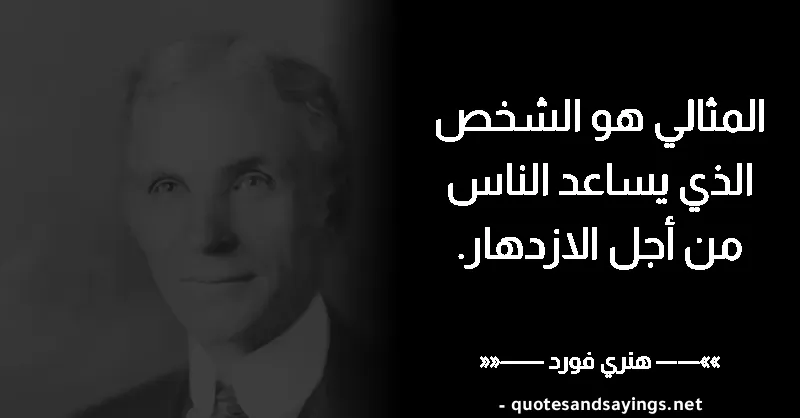 المثالي هو الشخص
الذي يساعد الناس
من أجل الازدهار.
»»—— هنري فورد ——««
- quotesandsayings.net